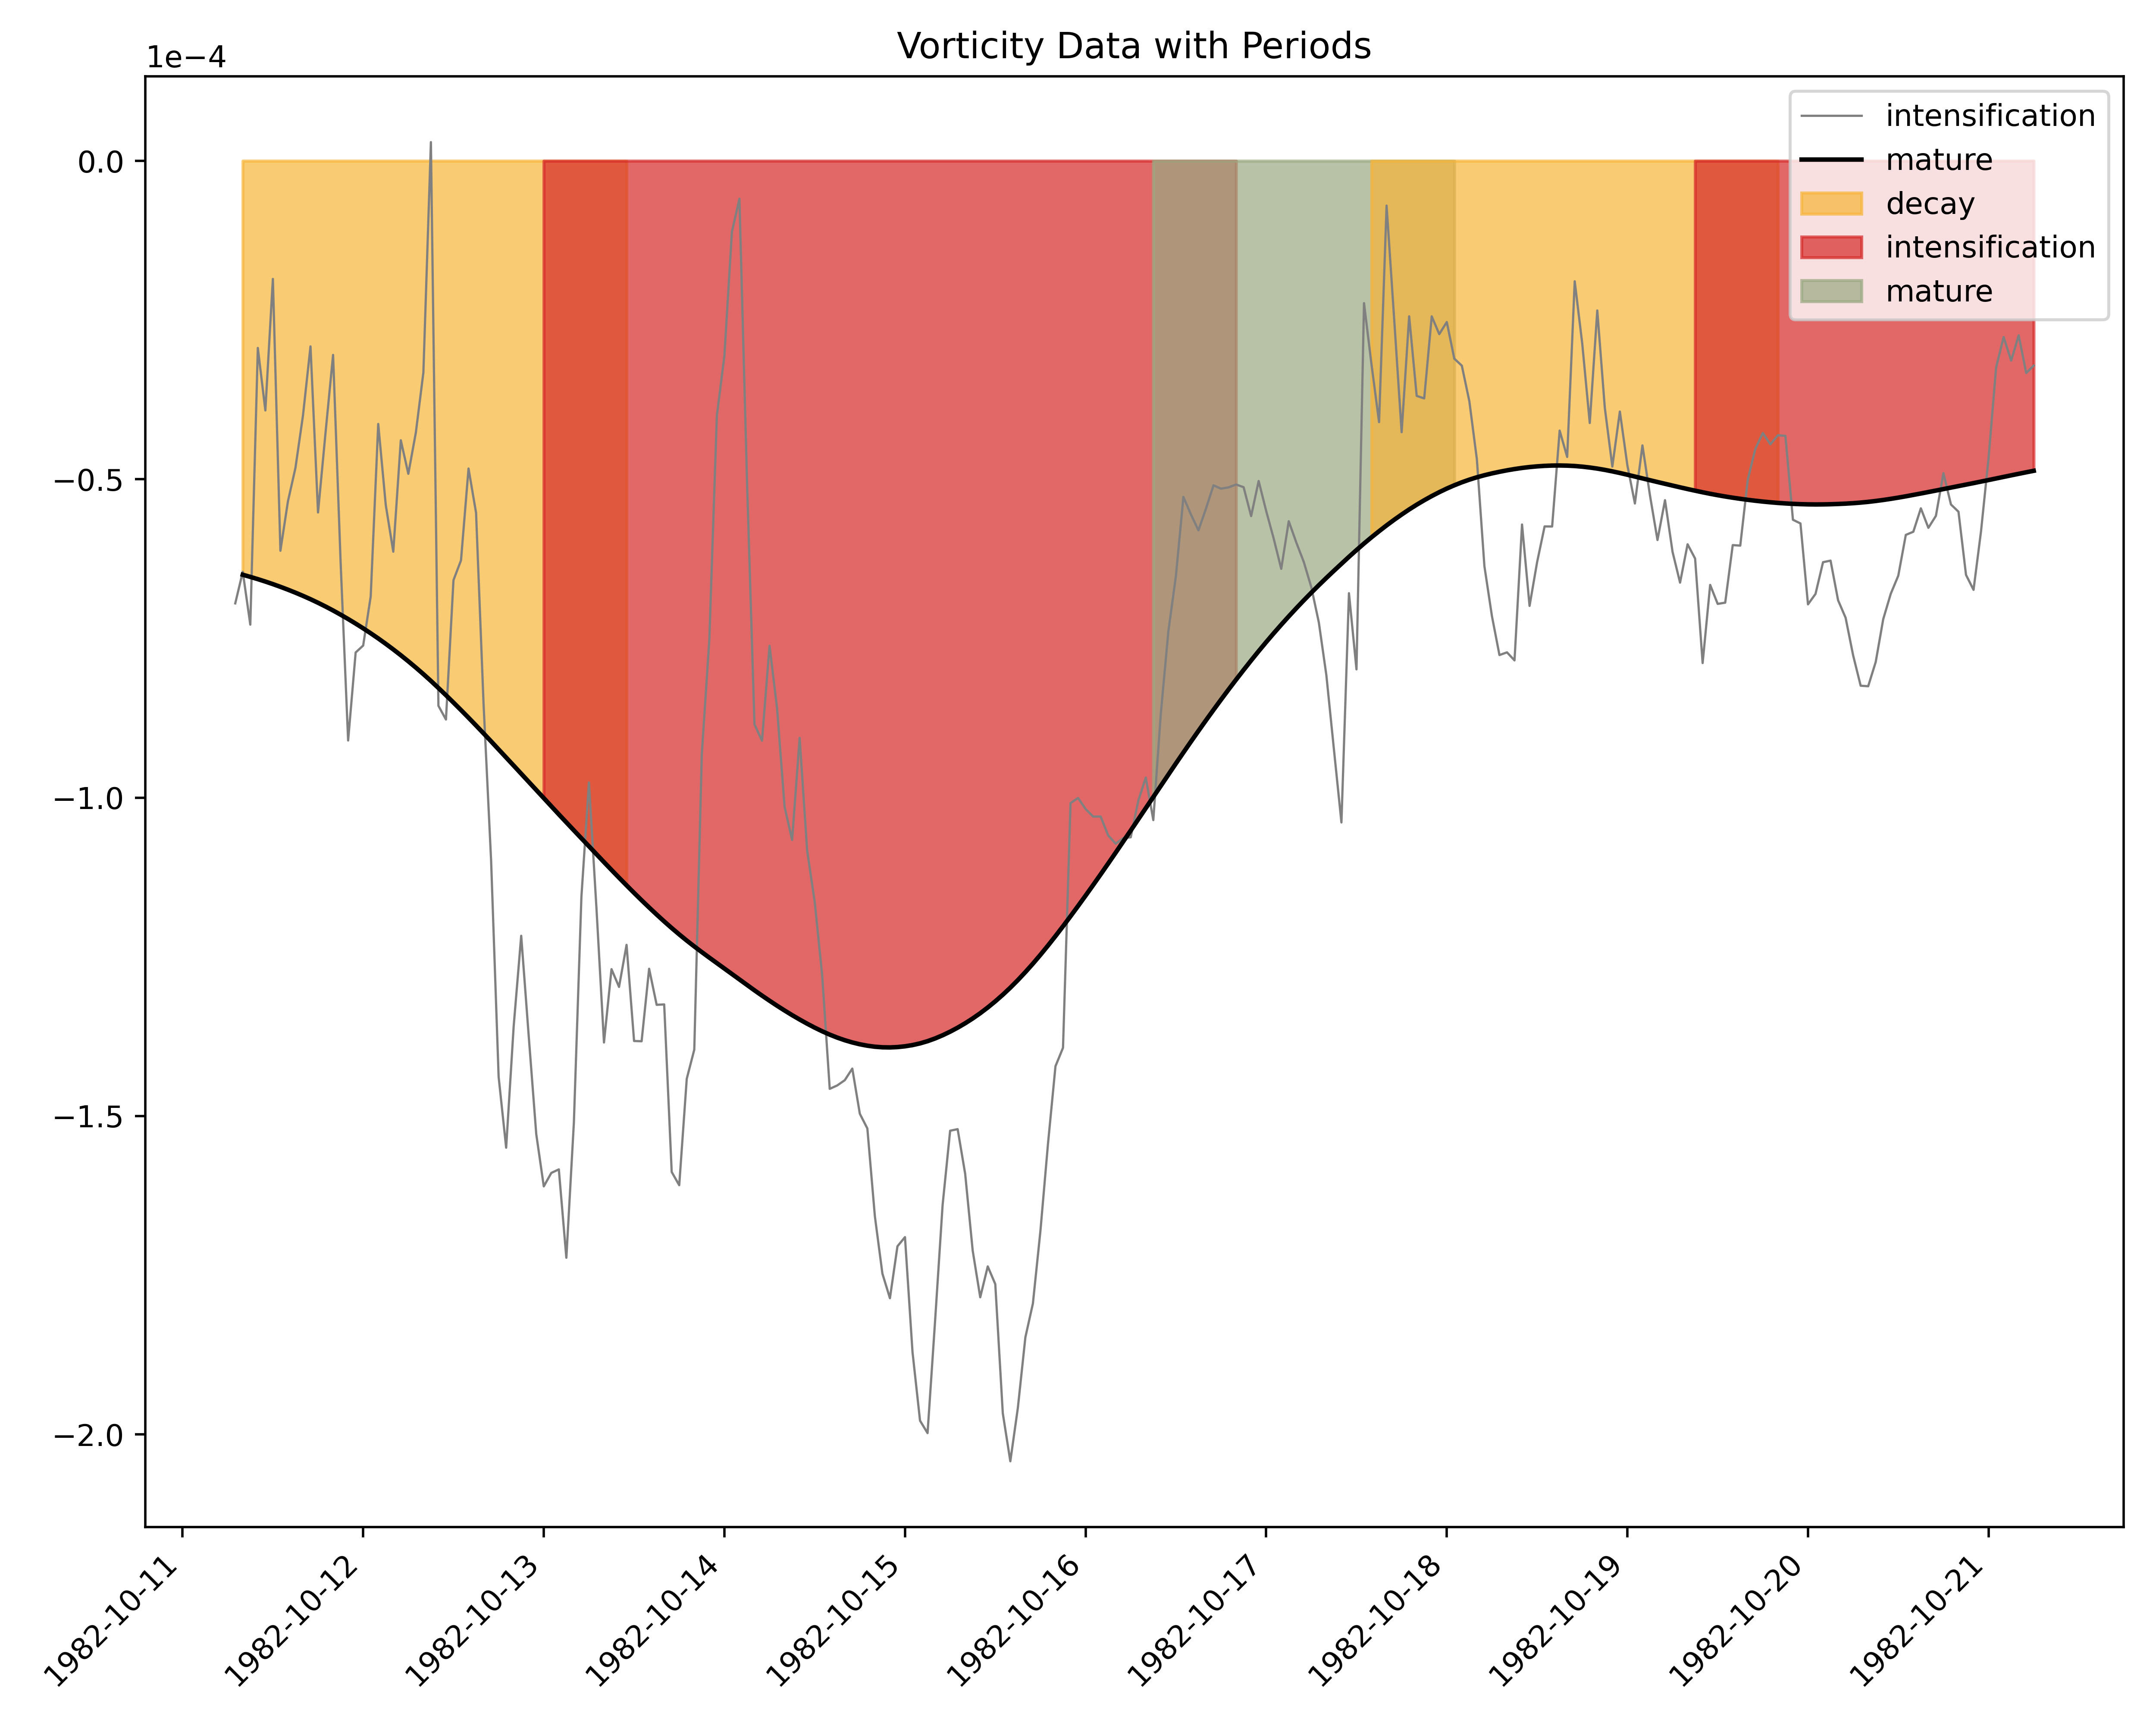 Vorticity Data with Periods
1e−4
intensification
mature
decay
intensification
mature
0.0
−0.5
−1.0
−1.5
−2.0
1982-10-11
1982-10-12
1982-10-13
1982-10-14
1982-10-15
1982-10-16
1982-10-17
1982-10-18
1982-10-19
1982-10-20
1982-10-21